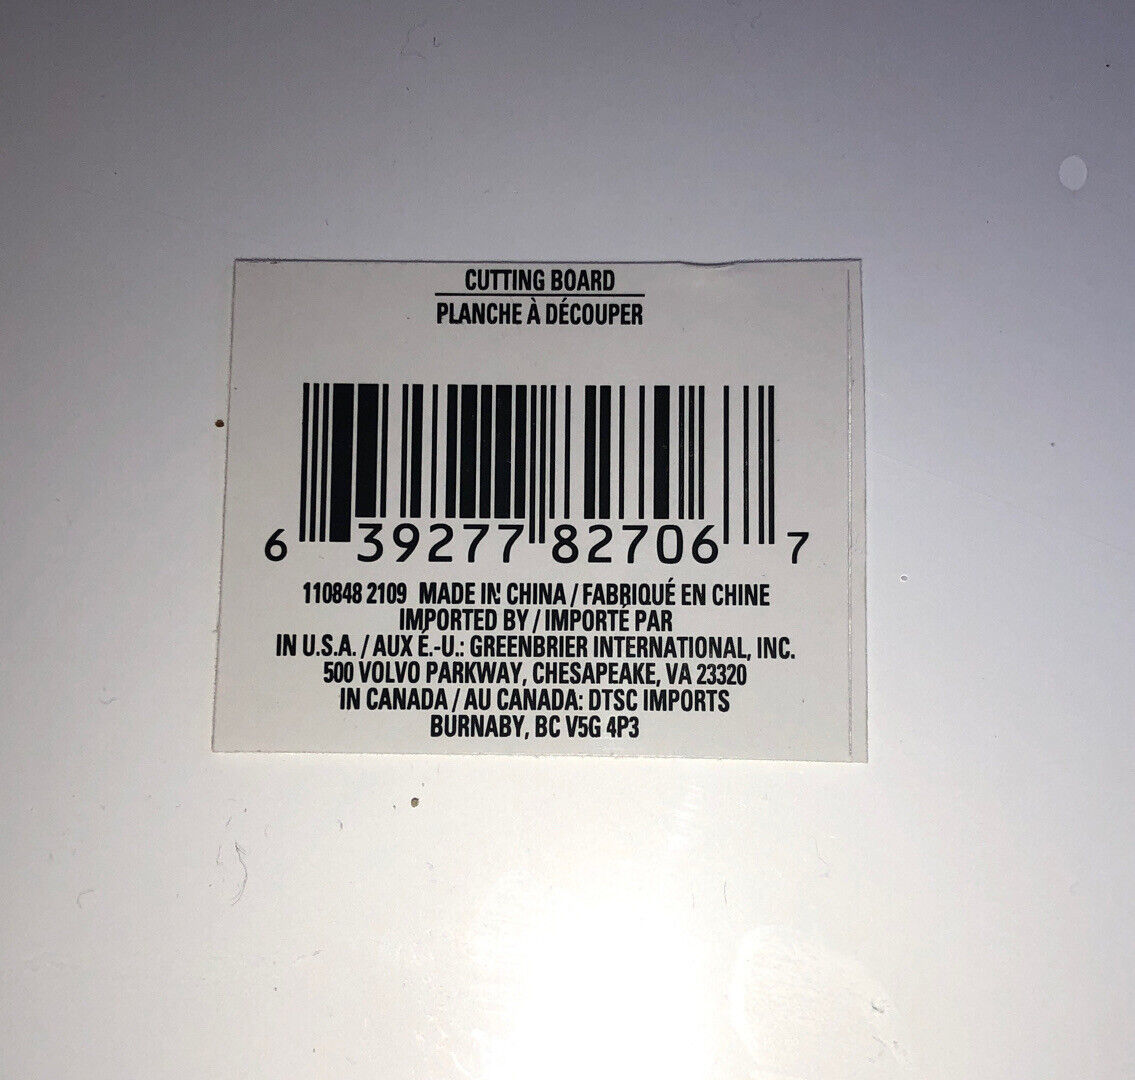 CUTTING BOARD
PLANCHE À DÉCOUPER
6 39277 82706 7
110848 2109 MADE IN CHINA / FABRIQUÉ EN CHINE
IMPORTED BY / IMPORTÉ PAR
IN U.S.A. / AUX É.-U.: GREENBRIER INTERNATIONAL, INC.
500 VOLVO PARKWAY, CHESAPEAKE, VA 23320
IN CANADA / AU CANADA: DTSC IMPORTS
BURNABY, BC V5G 4P3